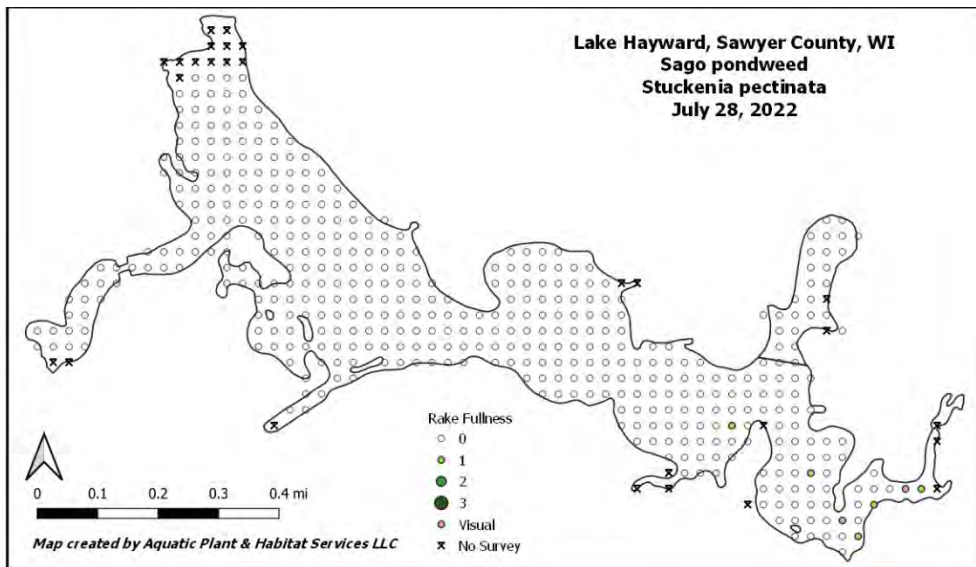 Lake Hayward, Sawyer County, WI
Sago pondweed
Stuckenia pectinata
July 28, 2022
Rake Fullness
0
1
2
3
Visual
No Survey
0 0.1 0.2 0.3 0.4 mi
Map created by Aquatic Plant & Habitat Services LLC